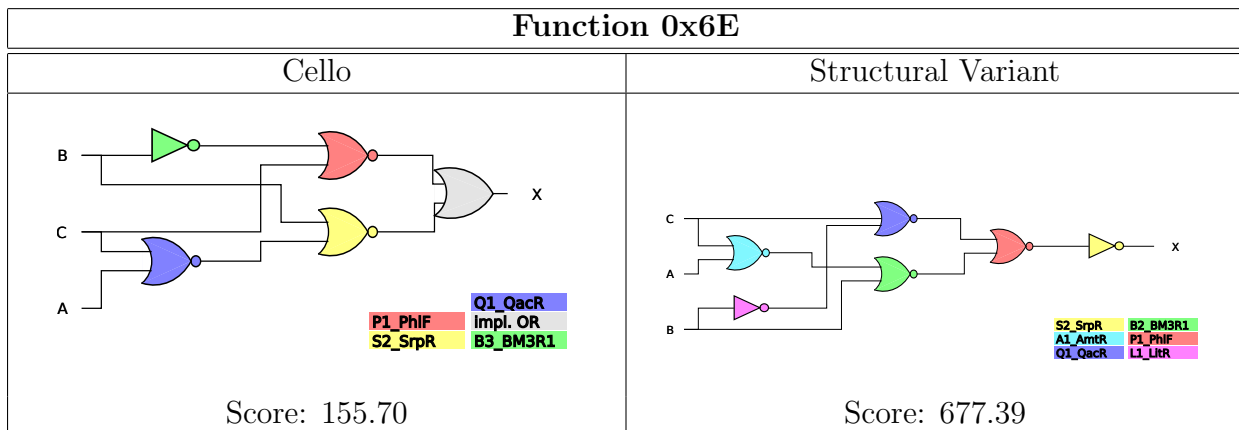 Function 0x6E
Cello
Structural Variant
B
C
A
X
Q1_QacR
P1_PhlF Impl. OR
S2_SrpR B3_BM3R1
C
A
B
X
S2_SrpR B2_BM3R1
A1_AmtR P1_PhlF
Q1_QacR L1_LitR
Score: 155.70
Score: 677.39